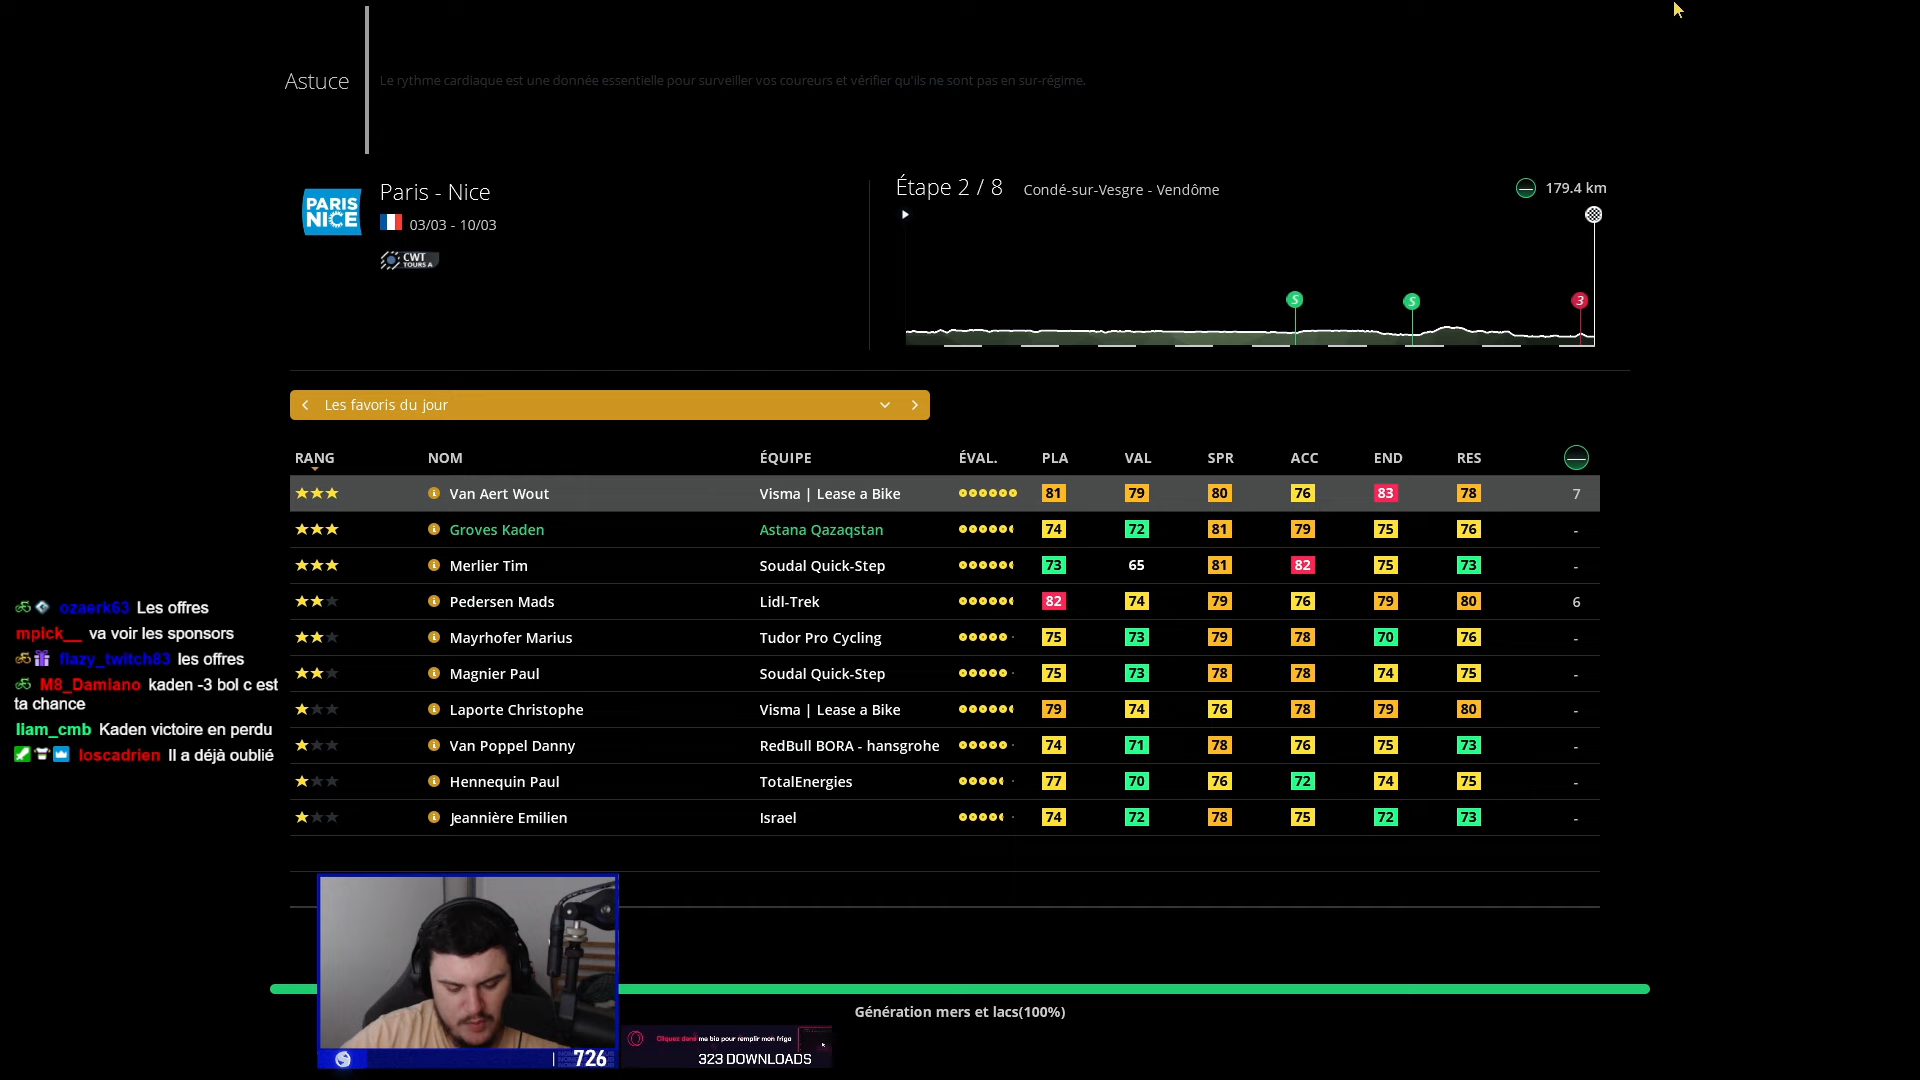 Astuce
Le rythme cardiaque est une donnée essentielle pour surveiller vos coureurs et vérifier qu'ils ne sont pas en sur-régime.
PARIS
NICE
Paris - Nice
03/03 - 10/03
CWT
TOURS A
Étape 2 / 8 Condé-sur-Vesgre - Vendôme 179.4 km
S S 3
Les favoris du jour
RANG NOM ÉQUIPE ÉVAL. PLA VAL SPR ACC END RES
Van Aert Wout Visma | Lease a Bike 81 79 80 76 83 78 7
Groves Kaden Astana Qazaqstan 74 72 81 79 75 76 -
Merlier Tim Soudal Quick-Step 73 65 81 82 75 73 -
Pedersen Mads Lidl-Trek 82 74 79 76 79 80 6
Mayrhofer Marius Tudor Pro Cycling 75 73 79 78 70 76 -
Magnier Paul Soudal Quick-Step 75 73 78 78 74 75 -
Laporte Christophe Visma | Lease a Bike 79 74 76 78 79 80 -
Van Poppel Danny RedBull BORA - hansgrohe 74 71 78 76 75 73 -
Hennequin Paul TotalEnergies 77 70 76 72 74 75 -
Jeannière Emilien Israel 74 72 78 75 72 73 -
ozaerk63 Les offres
mpick__ va voir les sponsors
flazy_twitch83 les offres
M8_Damiano kaden -3 bol c est
ta chance
liam_cmb Kaden victoire en perdu
loscadrien Il a déjà oublié
Génération mers et lacs(100%)
726
Cliquez dans me bio pour remplir mon frigo
323 DOWNLOADS